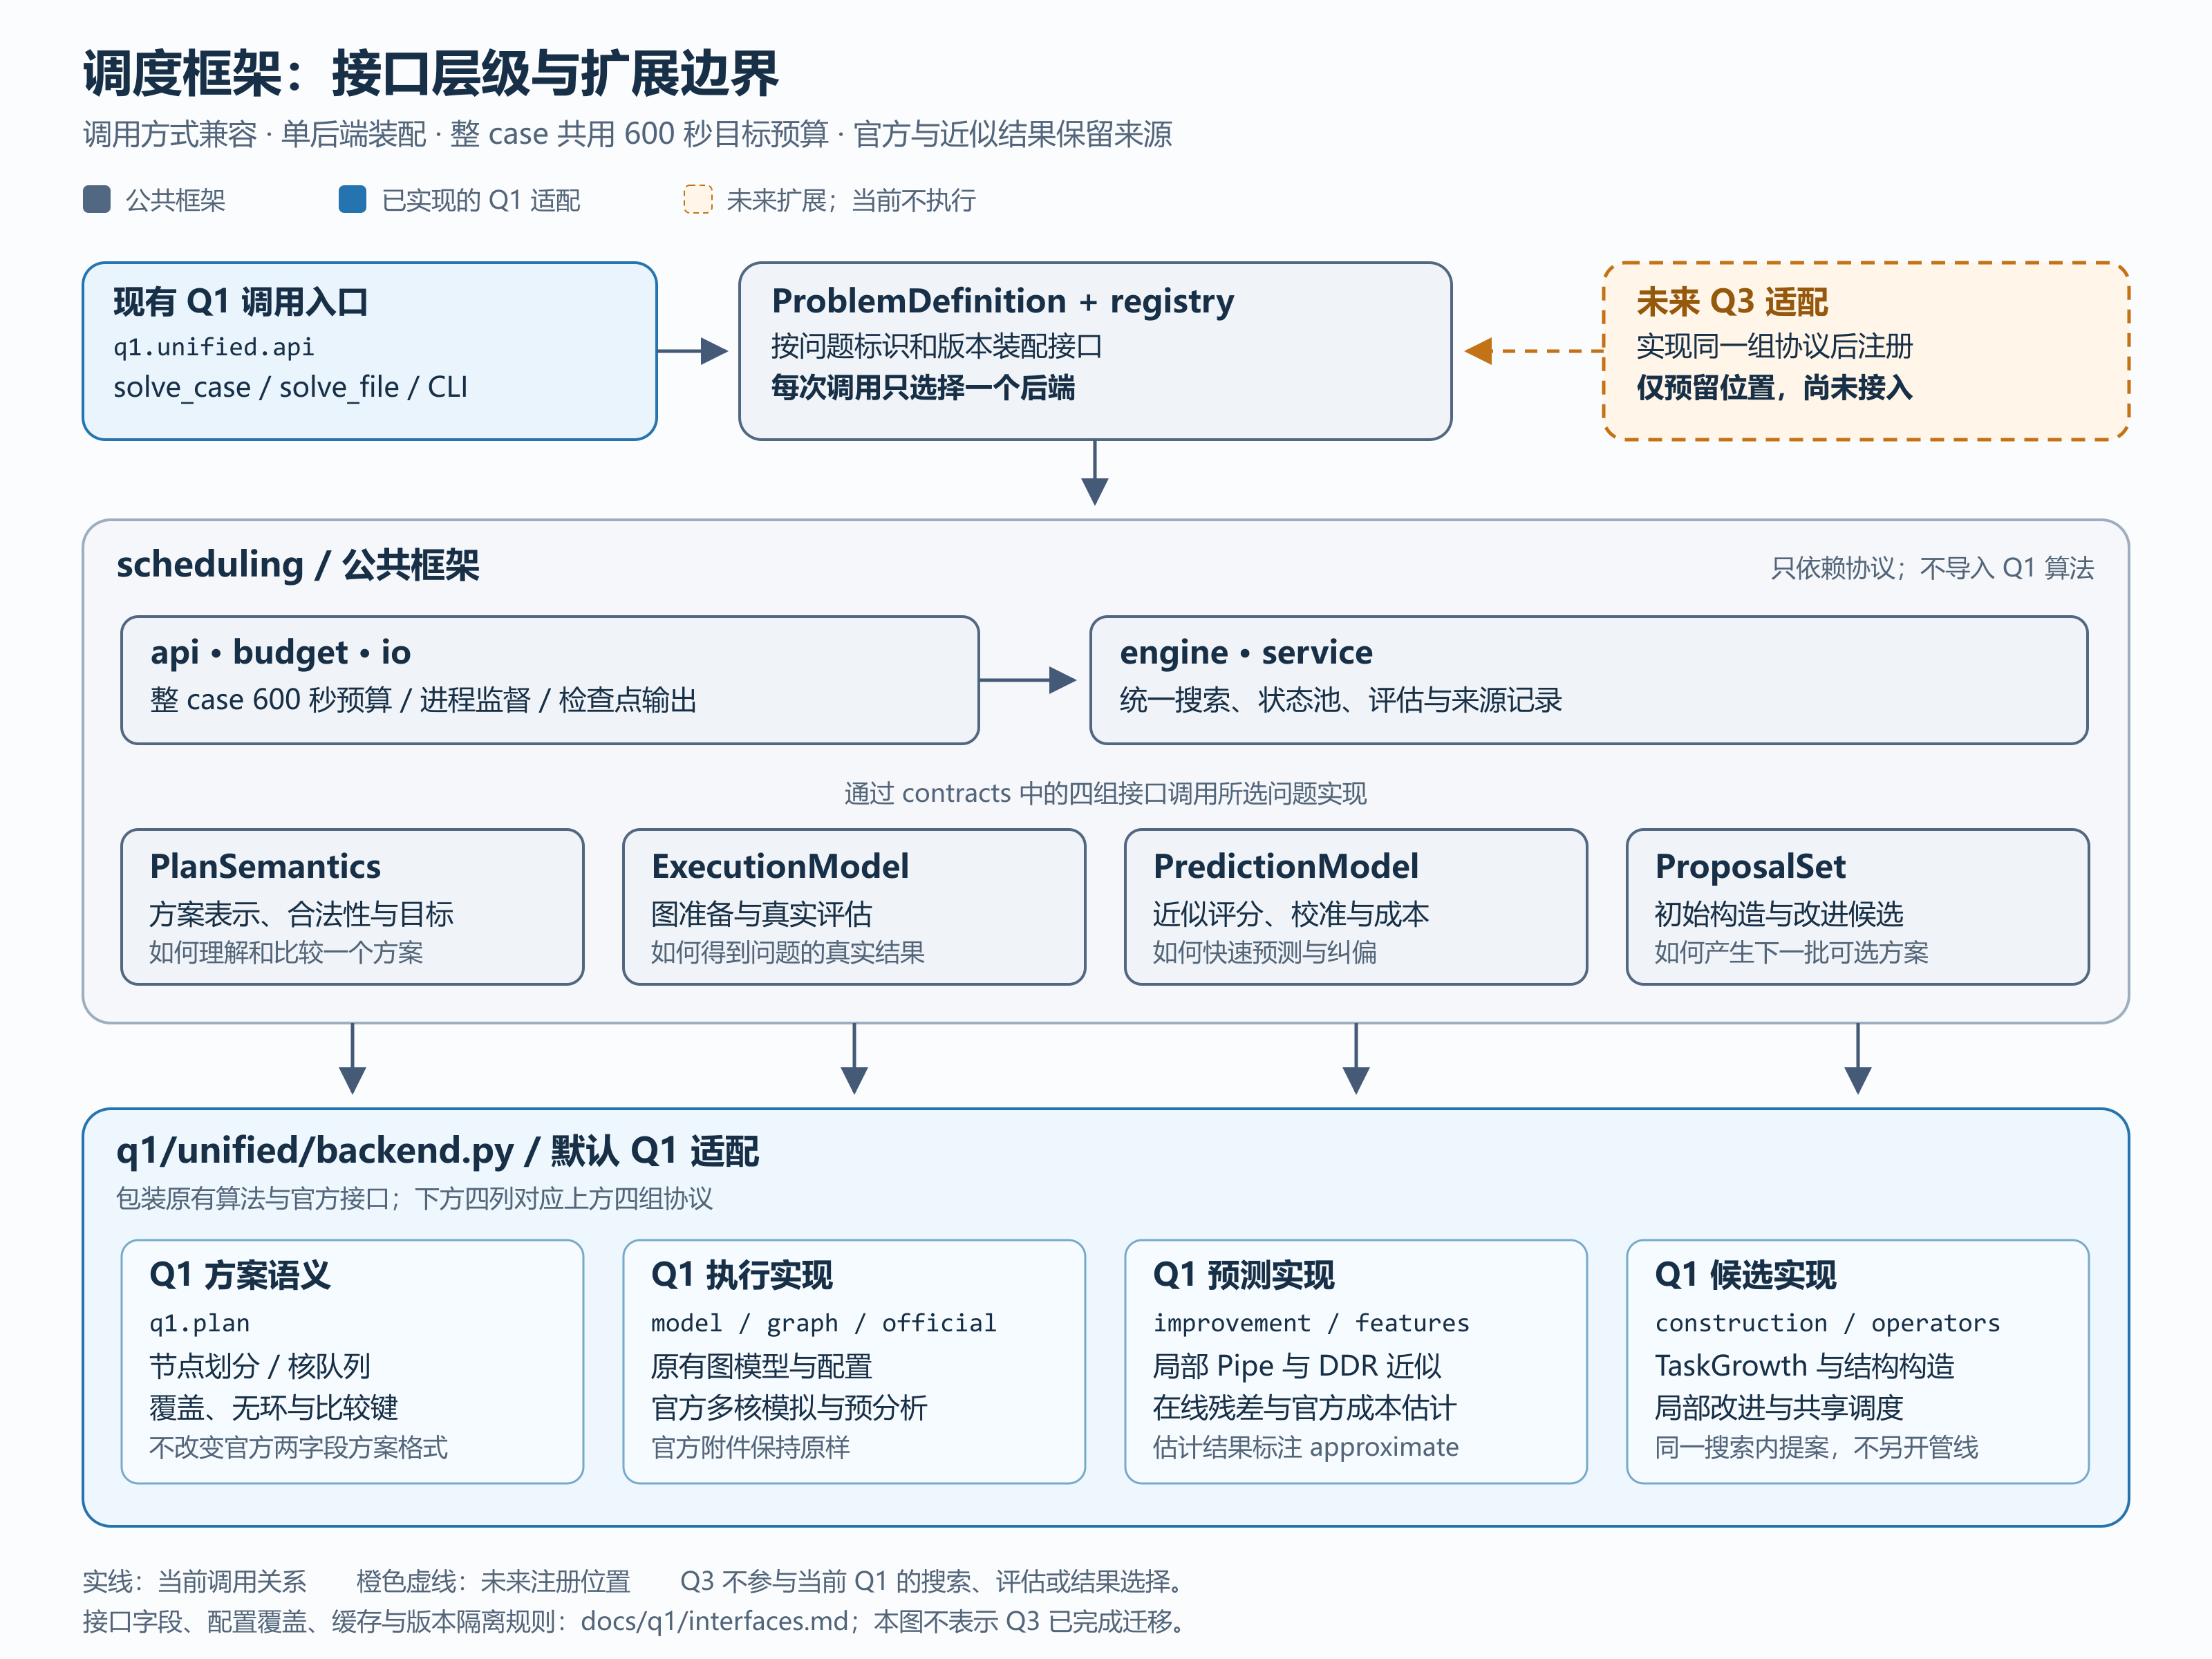 调度框架：接口层级与扩展边界
调用方式兼容 · 单后端装配 · 整 case 共用 600 秒目标预算 · 官方与近似结果保留来源
公共框架
已实现的 Q1 适配
未来扩展；当前不执行
现有 Q1 调用入口
q1.unified.api
solve_case / solve_file / CLI
ProblemDefinition + registry
按问题标识和版本装配接口
每次调用只选择一个后端
未来 Q3 适配
实现同一组协议后注册
仅预留位置，尚未接入
scheduling / 公共框架
只依赖协议；不导入 Q1 算法
api • budget • io
整 case 600 秒预算 / 进程监督 / 检查点输出
engine • service
统一搜索、状态池、评估与来源记录
通过 contracts 中的四组接口调用所选问题实现
PlanSemantics
方案表示、合法性与目标
如何理解和比较一个方案
ExecutionModel
图准备与真实评估
如何得到问题的真实结果
PredictionModel
近似评分、校准与成本
如何快速预测与纠偏
ProposalSet
初始构造与改进候选
如何产生下一批可选方案
q1/unified/backend.py / 默认 Q1 适配
包装原有算法与官方接口；下方四列对应上方四组协议
Q1 方案语义
q1.plan
节点划分 / 核队列
覆盖、无环与比较键
不改变官方两字段方案格式
Q1 执行实现
model / graph / official
原有图模型与配置
官方多核模拟与预分析
官方附件保持原样
Q1 预测实现
improvement / features
局部 Pipe 与 DDR 近似
在线残差与官方成本估计
估计结果标注 approximate
Q1 候选实现
construction / operators
TaskGrowth 与结构构造
局部改进与共享调度
同一搜索内提案，不另开管线
实线：当前调用关系 橙色虚线：未来注册位置 Q3 不参与当前 Q1 的搜索、评估或结果选择。
接口字段、配置覆盖、缓存与版本隔离规则：docs/q1/interfaces.md；本图不表示 Q3 已完成迁移。